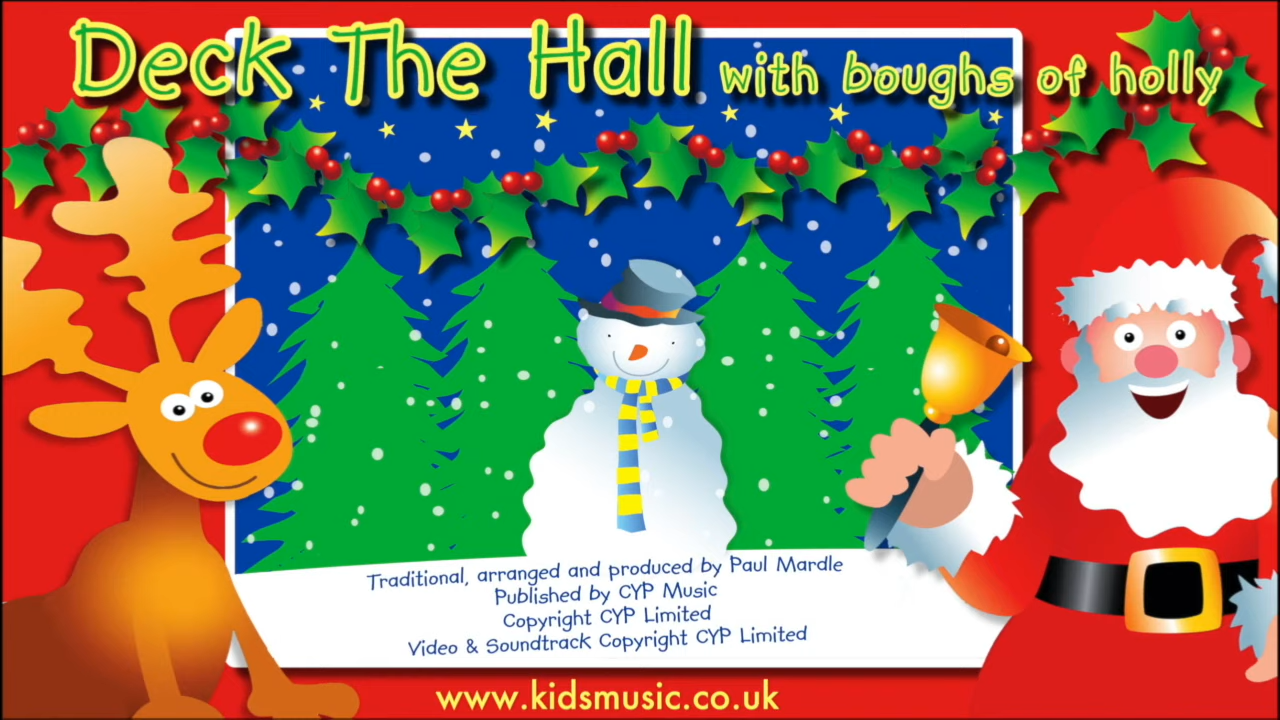 Deck The Hall with boughs of holly
Traditional, arranged and produced by Paul Mardle
Published by CYP Music
Copyright CYP Limited
Video & Soundtrack Copyright CYP Limited
www.kidsmusic.co.uk